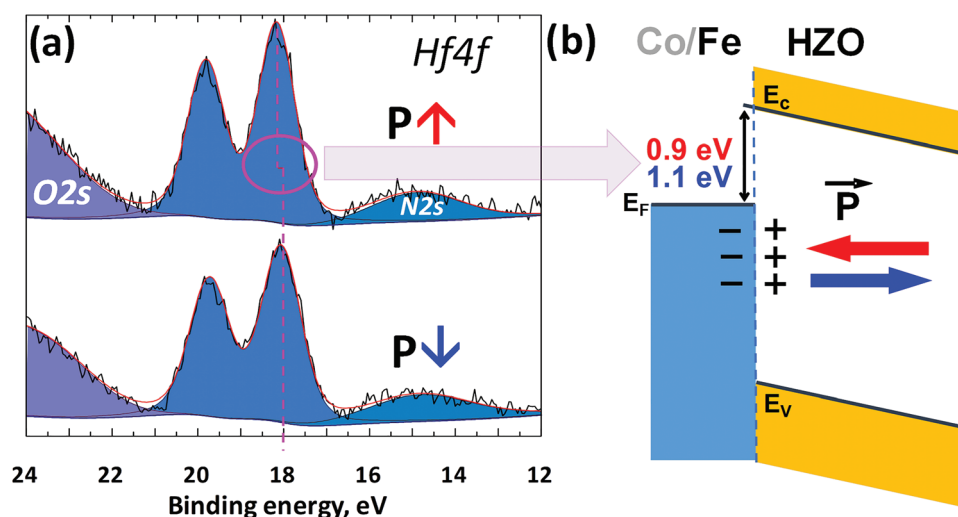 (a)
Hf4f
P↑
O2s
N2s
P↓
24 22 20 18 16 14 12
Binding energy, eV
(b)
Co/Fe HZO
E_C
0.9 eV
1.1 eV
E_F
P
− +
− +
− +
E_V